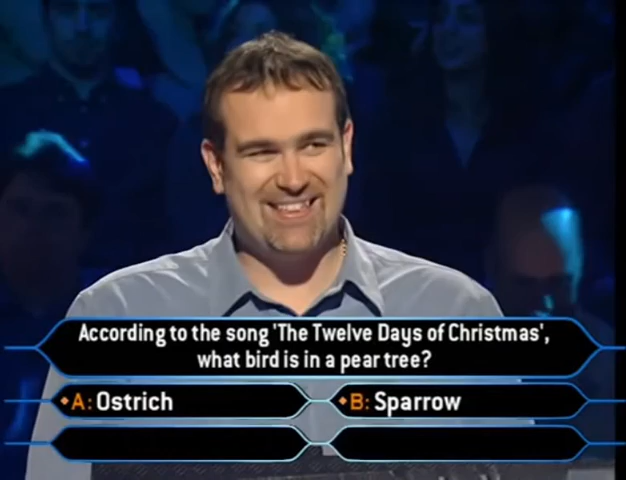 According to the song 'The Twelve Days of Christmas',
what bird is in a pear tree?
A: Ostrich
B: Sparrow